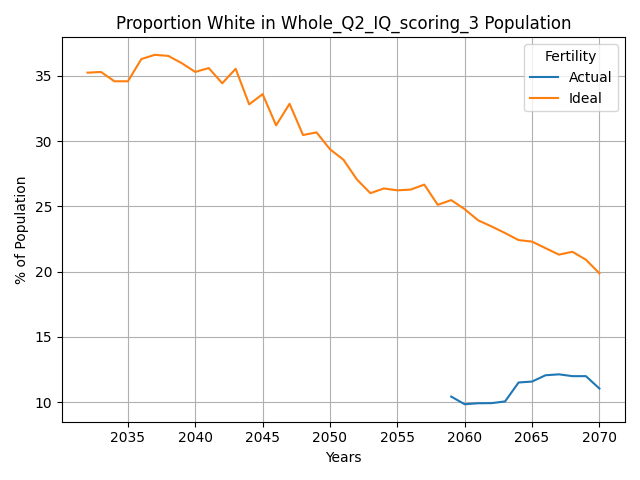 Proportion White in Whole_Q2_IQ_scoring_3 Population
Fertility
Actual
Ideal
% of Population
35
30
25
20
15
10
2035 2040 2045 2050 2055 2060 2065 2070
Years